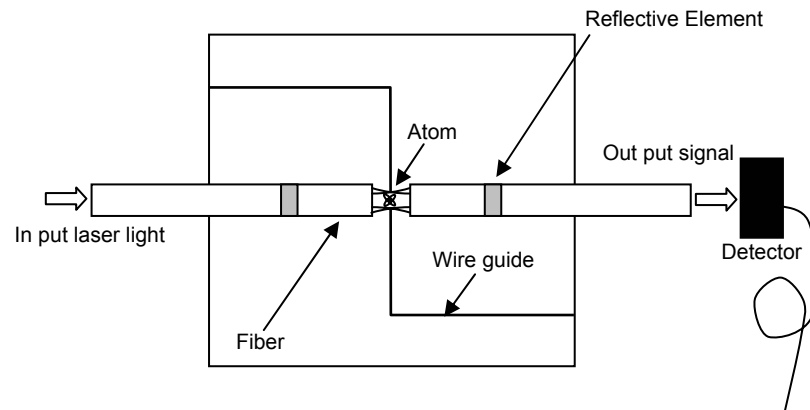 Reflective Element
Atom
Out put signal
In put laser light
Wire guide
Detector
Fiber